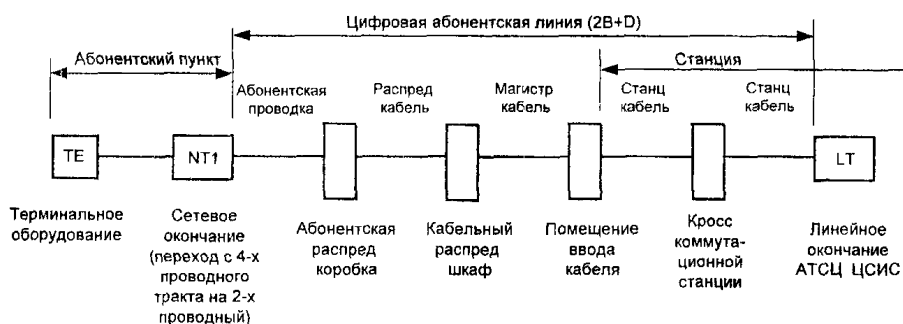 Цифровая абонентская линия (2B+D)
Абонентский пункт
Станция
Абонентская
проводка
Распред
кабель
Магистр
кабель
Станц
кабель
Станц
кабель
TE
NT1
LT
Терминальное
оборудование
Сетевое
окончание
(переход с 4-х
проводного
тракта на 2-х
проводный)
Абонентская
распред
коробка
Кабельный
распред
шкаф
Помещение
ввода
кабеля
Кросс
коммута-
ционной
станции
Линейное
окончание
АТСЦ ЦСИС